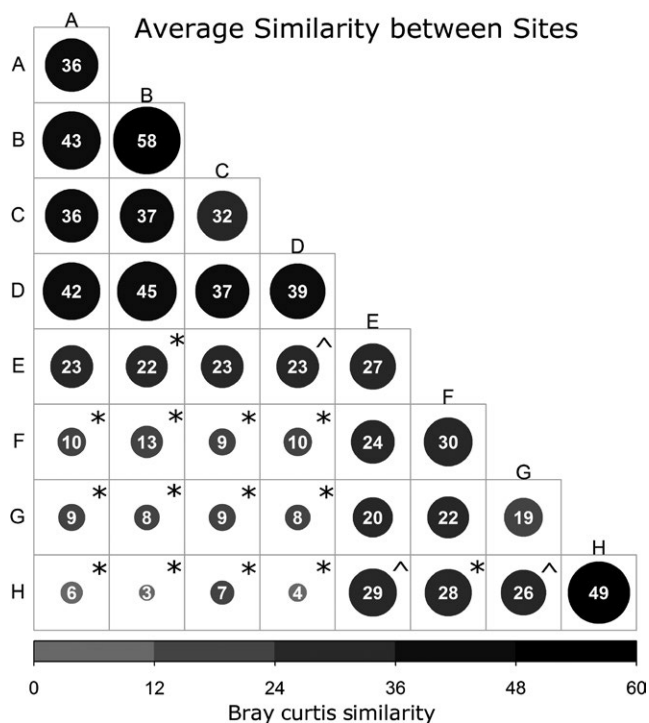 Average Similarity between Sites
A
A 36
B
B 43 58 *
C
C 36 37 32
D
D 42 45 37 39
E
E 23 22 * 23 23 ^ 27
F
F 10 * 13 * 9 * 10 * 24 30
G
G 9 * 8 * 9 * 8 * 20 22 19
H
H 6 * 3 * 7 * 4 * 29 ^ 28 * 26 ^ 49
0 12 24 36 48 60
Bray curtis similarity